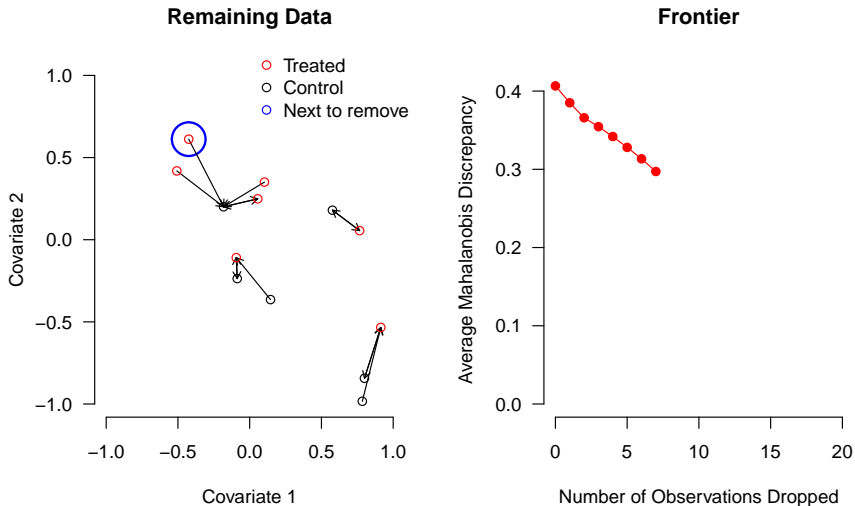 Remaining Data
Treated
Control
Next to remove
1.0
0.5
0.0
−0.5
−1.0
Covariate 2
−1.0 −0.5 0.0 0.5 1.0
Covariate 1
Frontier
0.4
0.3
0.2
0.1
0.0
Average Mahalanobis Discrepancy
0 5 10 15 20
Number of Observations Dropped